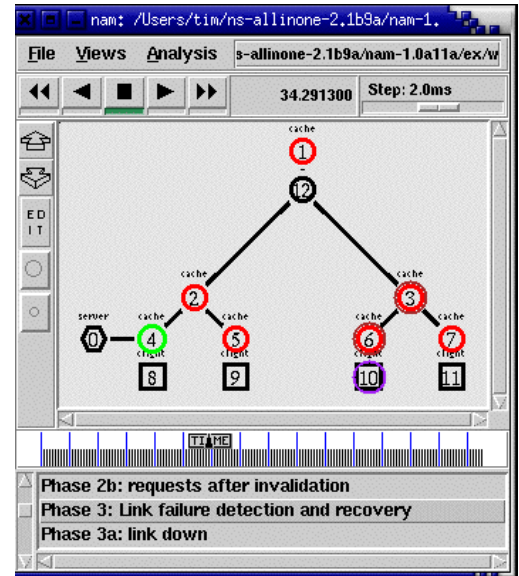 nam: /Users/tim/ns-allinone-2.1b9a/nam-1.
File Views Analysis s-allinone-2.1b9a/nam-1.0a11a/ex/w
34.291300 Step: 2.0ms
ED
IT
cache
1
12
cache
2
cache
3
server
0
cache
4
cache
5
cache
6
cache
7
client
8
client
9
client
10
client
11
TIME
Phase 2b: requests after invalidation
Phase 3: Link failure detection and recovery
Phase 3a: link down